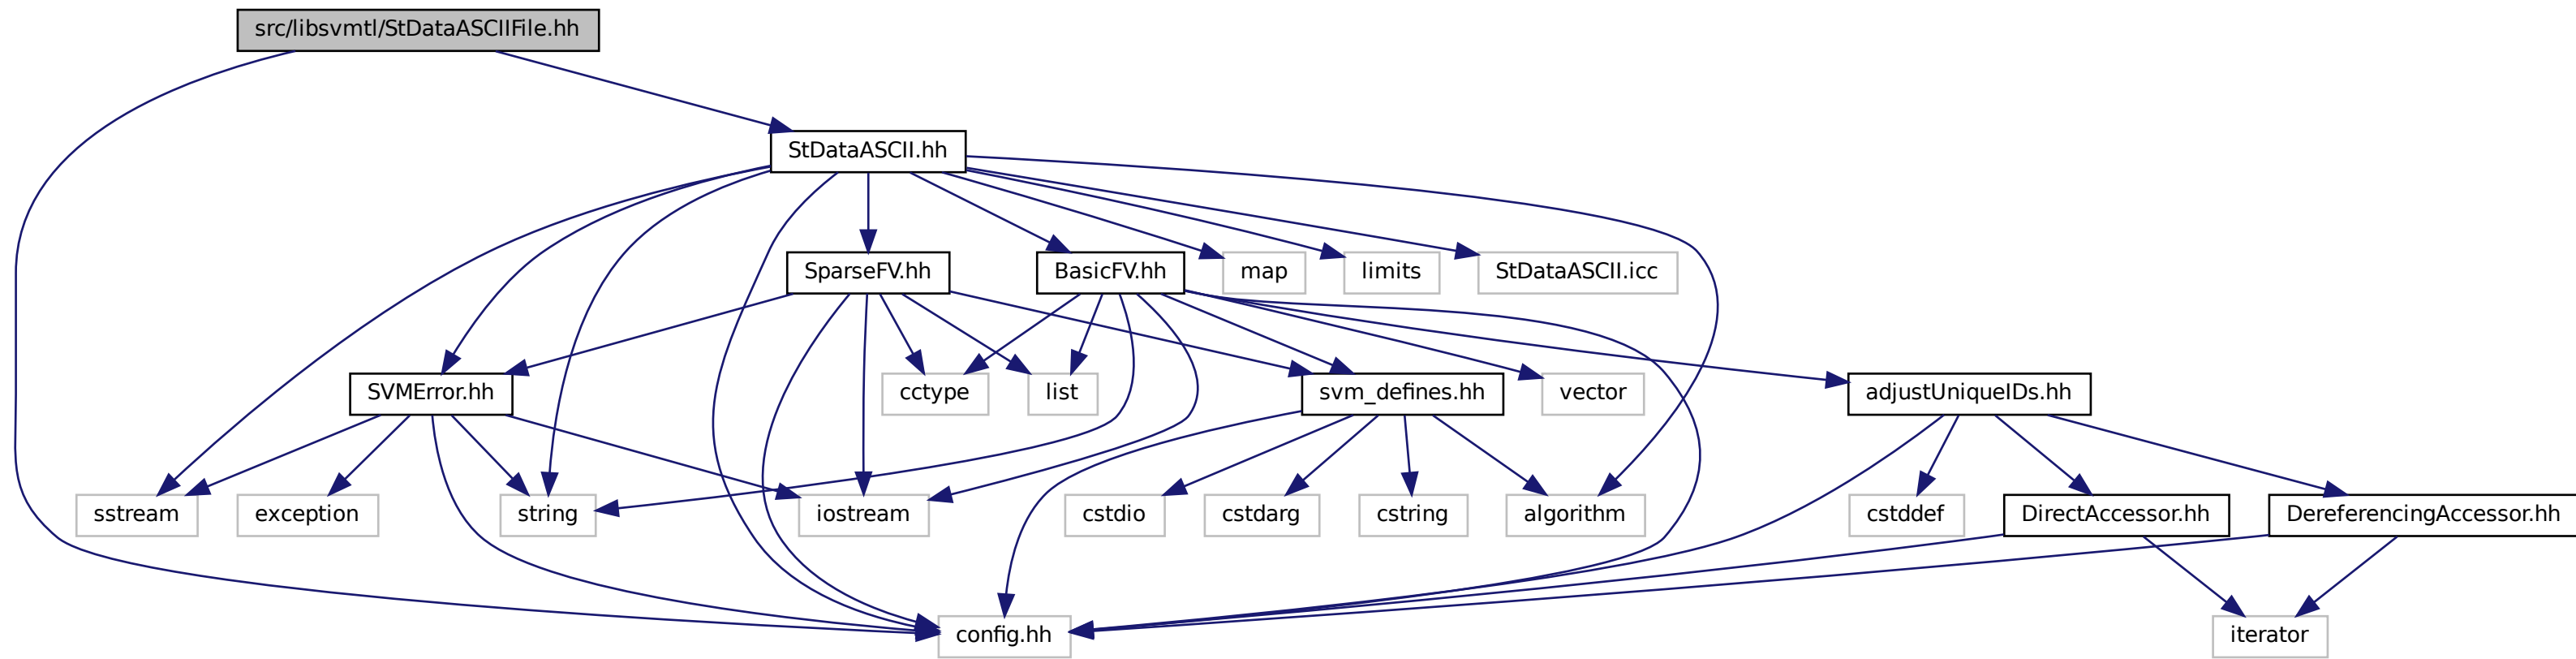 src/libsvmtl/StDataASCIIFile.hh
StDataASCII.hh
SparseFV.hh
BasicFV.hh
map
limits
StDataASCII.icc
SVMError.hh
cctype
list
svm_defines.hh
vector
adjustUniqueIDs.hh
sstream
exception
string
iostream
cstdio
cstdarg
cstring
algorithm
cstddef
DirectAccessor.hh
DereferencingAccessor.hh
config.hh
iterator